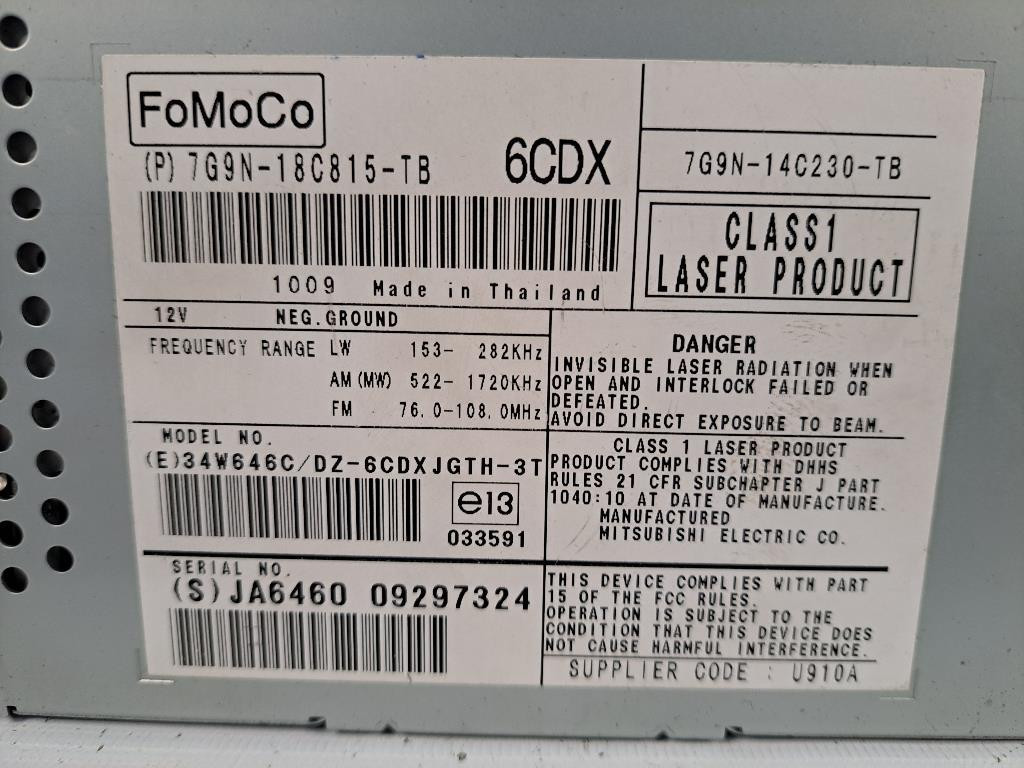 FoMoCo
(P) 7G9N-18C815-TB
6CDX
7G9N-14C230-TB
CLASS1
LASER PRODUCT
1009 Made in Thailand
12V NEG.GROUND
FREQUENCY RANGE LW 153- 282KHz
AM(MW) 522- 1720KHz
FM 76.0-108.0MHz
DANGER
INVISIBLE LASER RADIATION WHEN
OPEN AND INTERLOCK FAILED OR
DEFEATED.
AVOID DIRECT EXPOSURE TO BEAM.
MODEL NO.
(E)34W646C/DZ-6CDXJGTH-3T
e13
033591
CLASS 1 LASER PRODUCT
PRODUCT COMPLIES WITH DHHS
RULES 21 CFR SUBCHAPTER J PART
1040:10 AT DATE OF MANUFACTURE.
MANUFACTURED
MITSUBISHI ELECTRIC CO.
SERIAL NO.
(S)JA6460 09297324
THIS DEVICE COMPLIES WITH PART
15 OF THE FCC RULES.
OPERATION IS SUBJECT TO THE
CONDITION THAT THIS DEVICE DOES
NOT CAUSE HARMFUL INTERFERENCE.
SUPPLIER CODE : U910A